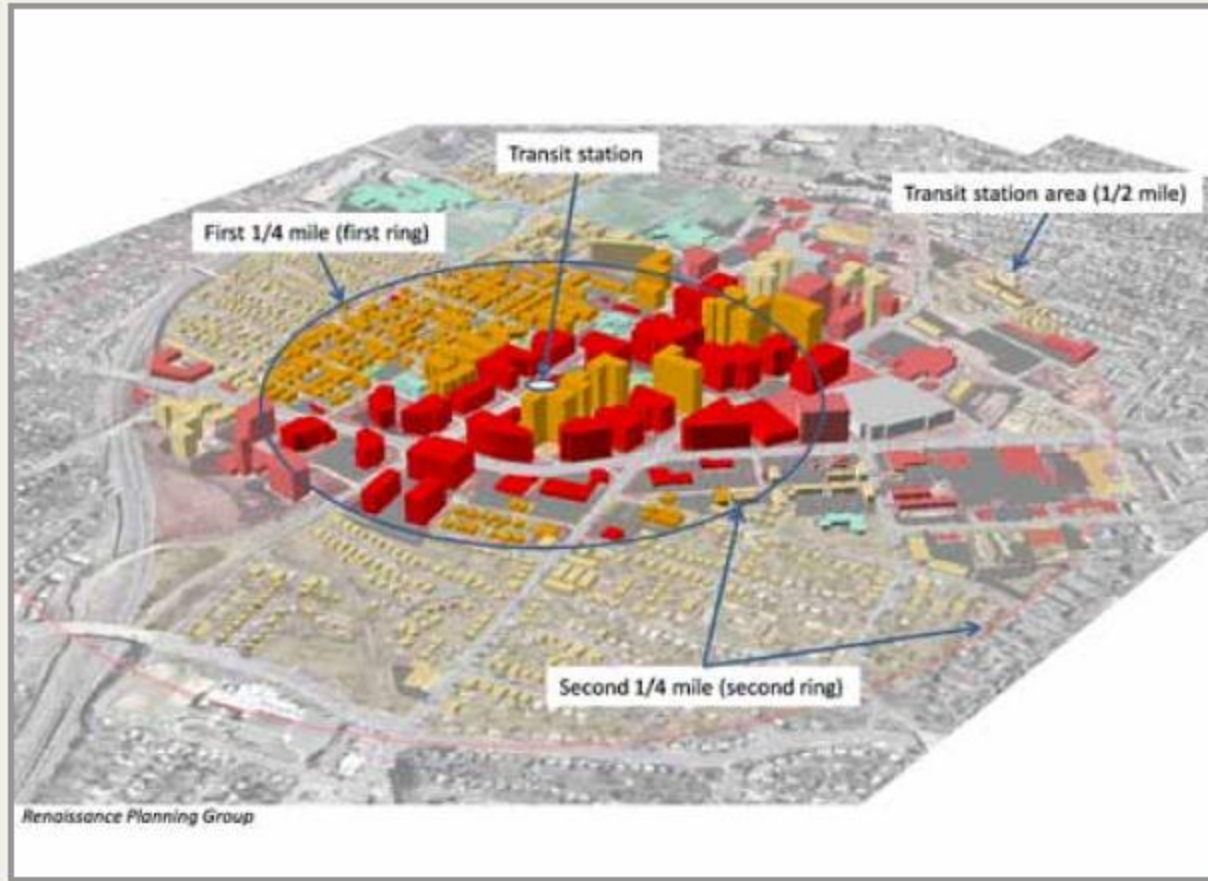 Transit station
Transit station area (1/2 mile)
First 1/4 mile (first ring)
Second 1/4 mile (second ring)
Renaissance Planning Group